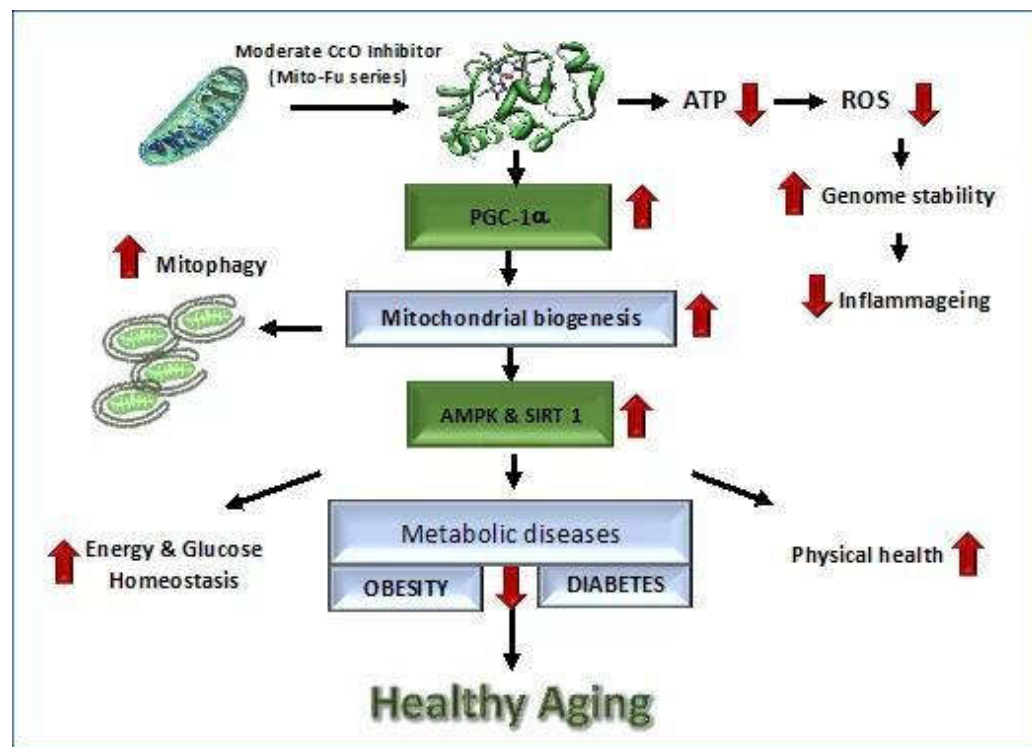 Moderate CcO Inhibitor
(Mito-Fu series)
ATP
ROS
PGC-1α
Genome stability
Mitophagy
Inflammageing
Mitochondrial biogenesis
AMPK & SIRT 1
Energy & Glucose
Homeostasis
Metabolic diseases
OBESITY
DIABETES
Physical health
Healthy Aging